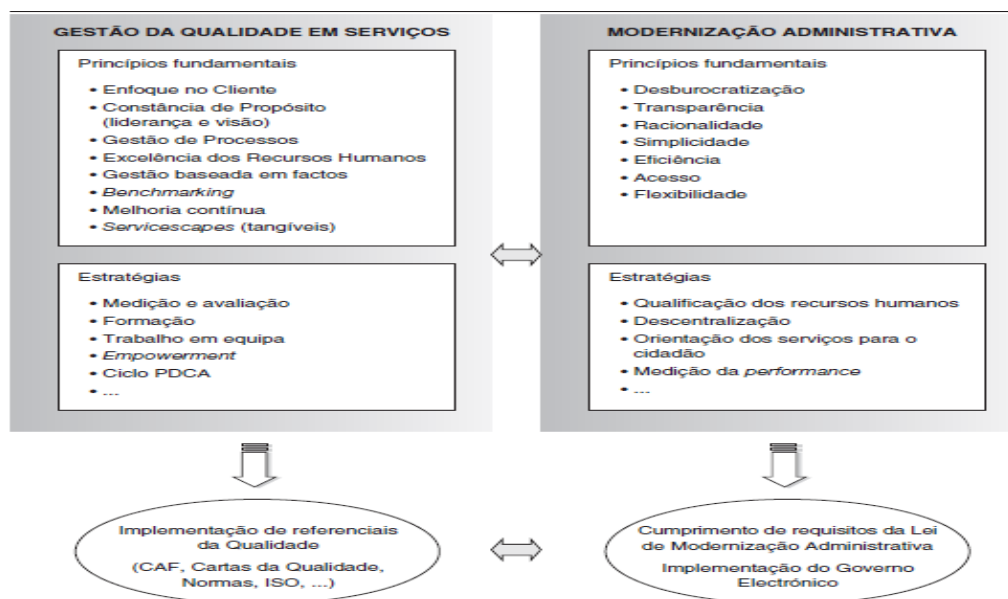 GESTÃO DA QUALIDADE EM SERVIÇOS
Princípios fundamentais
• Enfoque no Cliente
• Constância de Propósito
(liderança e visão)
• Gestão de Processos
• Excelência dos Recursos Humanos
• Gestão baseada em factos
• Benchmarking
• Melhoria contínua
• Servicescapes (tangíveis)
Estratégias
• Medição e avaliação
• Formação
• Trabalho em equipa
• Empowerment
• Ciclo PDCA
• ...
Implementação de referenciais
da Qualidade
(CAF, Cartas da Qualidade,
Normas, ISO, ...)
MODERNIZAÇÃO ADMINISTRATIVA
Princípios fundamentais
• Desburocratização
• Transparência
• Racionalidade
• Simplicidade
• Eficiência
• Acesso
• Flexibilidade
Estratégias
• Qualificação dos recursos humanos
• Descentralização
• Orientação dos serviços para o
cidadão
• Medição da performance
• ...
Cumprimento de requisitos da Lei
de Modernização Administrativa
Implementação do Governo
Electrónico